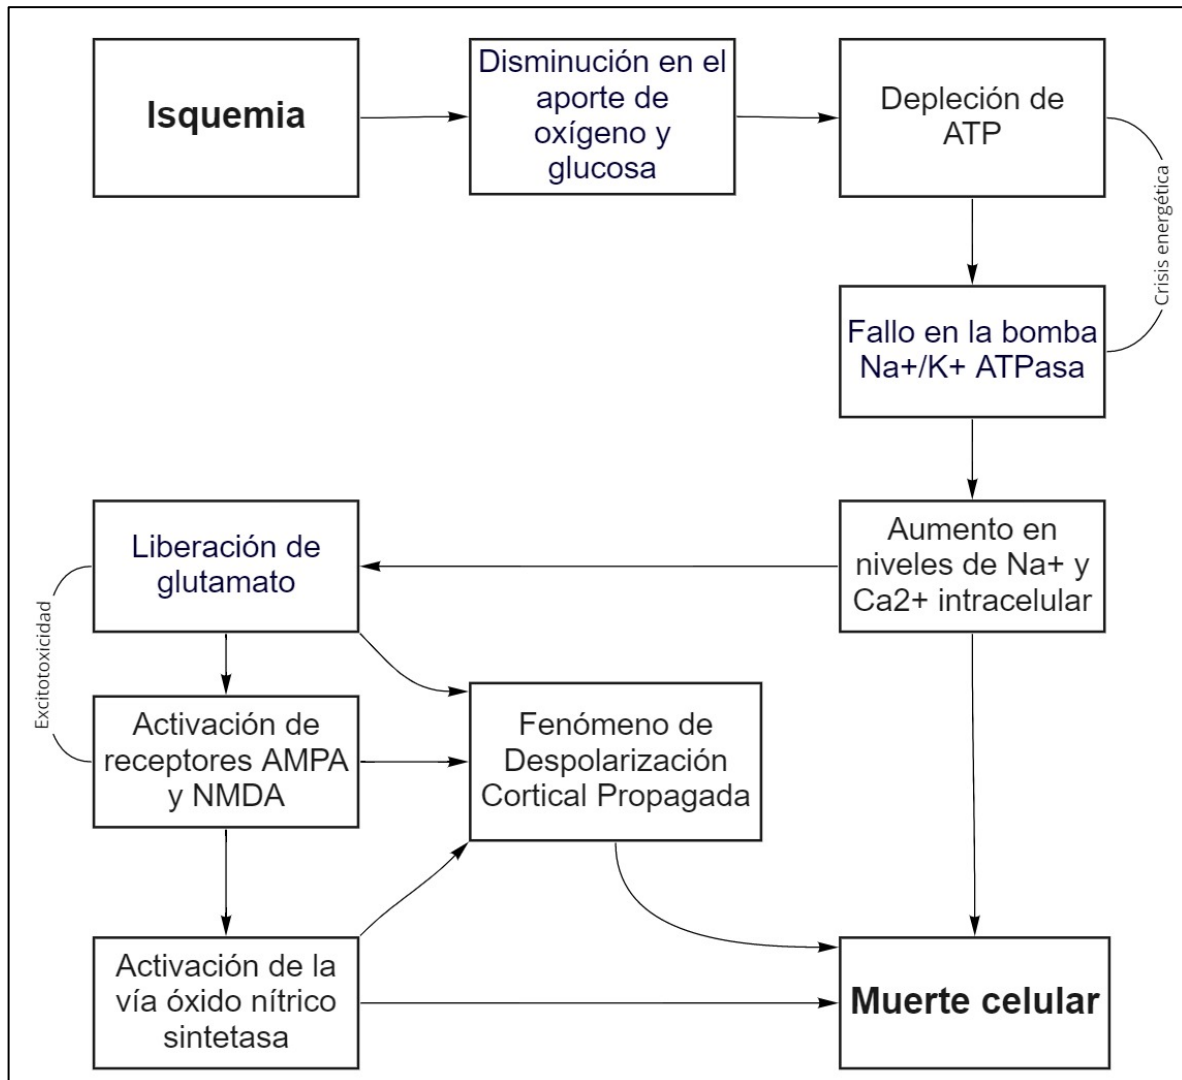 Isquemia
Disminución en el
aporte de
oxígeno y
glucosa
Depleción de
ATP
Crisis energética
Fallo en la bomba
Na+/K+ ATPasa
Aumento en
niveles de Na+ y
Ca2+ intracelular
Liberación de
glutamato
Excitotoxicidad
Activación de
receptores AMPA
y NMDA
Fenómeno de
Despolarización
Cortical Propagada
Activación de la
vía óxido nítrico
sintetasa
Muerte celular